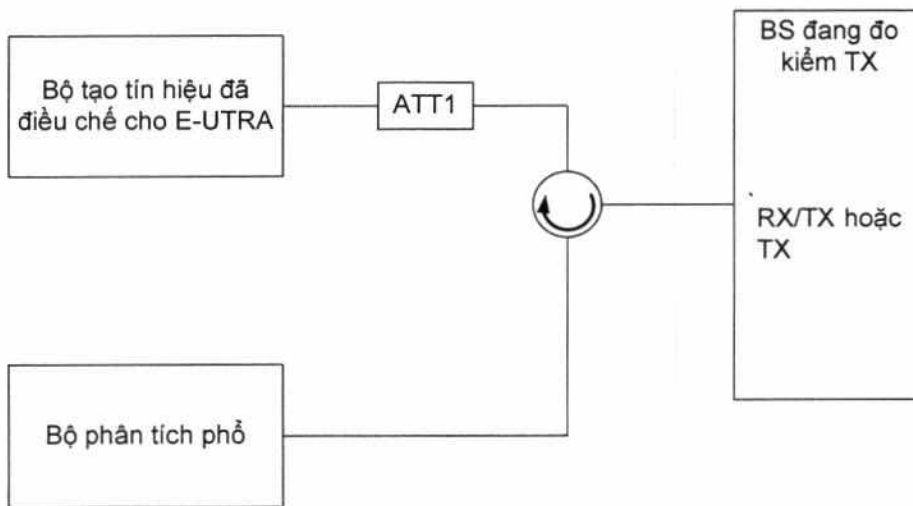 Bộ tạo tín hiệu đã
điều chế cho E-UTRA
ATT1
BS đang đo
kiểm TX
RX/TX hoặc
TX
Bộ phân tích phổ